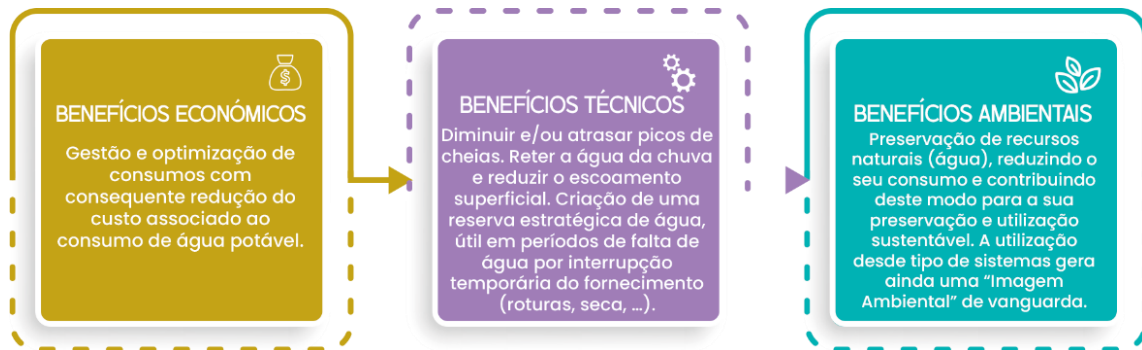 BENEFÍCIOS ECONÓMICOS
Gestão e optimização de
consumos com
consequente redução do
custo associado ao
consumo de água potável.
BENEFÍCIOS TÉCNICOS
Diminuir e/ou atrasar picos de
cheias. Reter a água da chuva
e reduzir o escoamento
superficial. Criação de uma
reserva estratégica de água,
útil em períodos de falta de
água por interrupção
temporária do fornecimento
(roturas, seca, ...).
BENEFÍCIOS AMBIENTAIS
Preservação de recursos
naturais (água), reduzindo o
seu consumo e contribuindo
deste modo para a sua
preservação e utilização
sustentável. A utilização
desde tipo de sistemas gera
ainda uma “Imagem
Ambiental” de vanguarda.